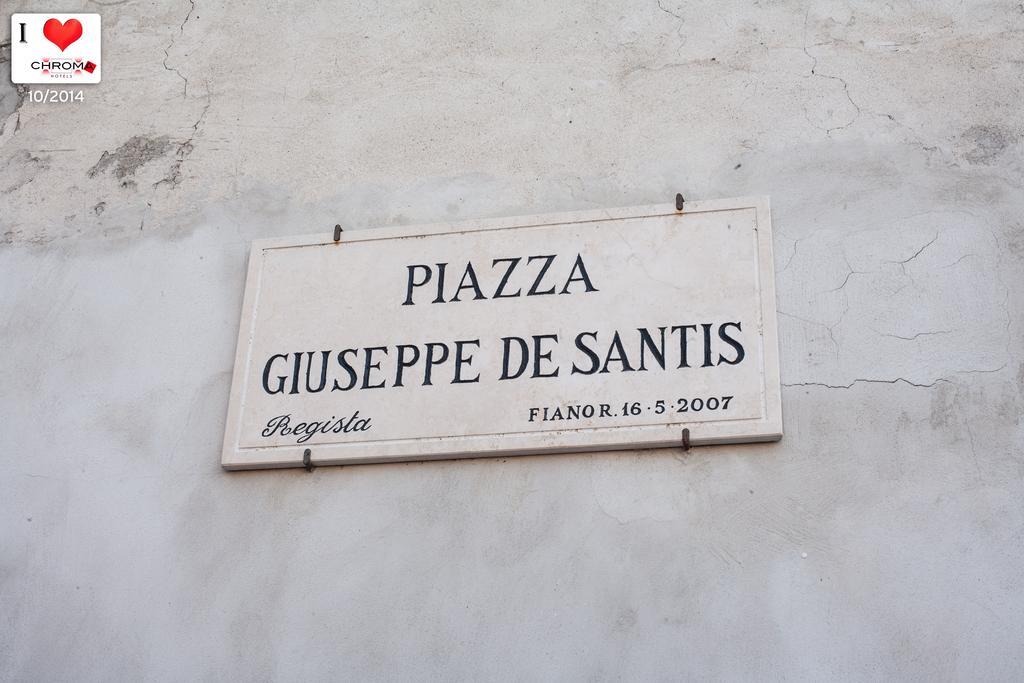 I
CHROMA
HOTELS
10/2014
PIAZZA
GIUSEPPE DE SANTIS
Regista
FIANO R. 16·5·2007